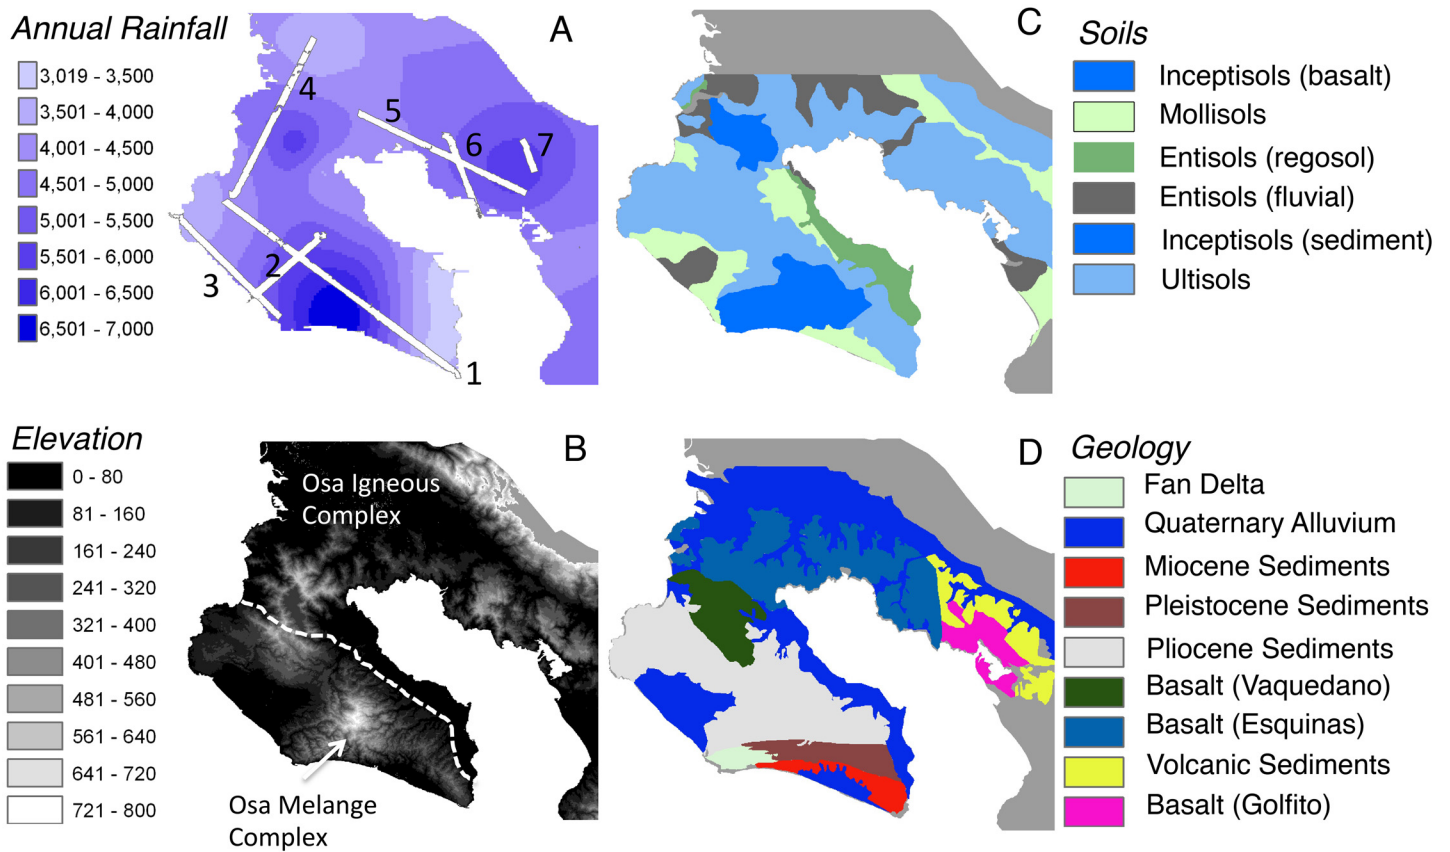 Annual Rainfall
3,019 - 3,500
3,501 - 4,000
4,001 - 4,500
4,501 - 5,000
5,001 - 5,500
5,501 - 6,000
6,001 - 6,500
6,501 - 7,000
A
4
5
6
7
2
3
1
C
Soils
Inceptisols (basalt)
Mollisols
Entisols (regosol)
Entisols (fluvial)
Inceptisols (sediment)
Ultisols
Elevation
0 - 80
81 - 160
161 - 240
241 - 320
321 - 400
401 - 480
481 - 560
561 - 640
641 - 720
721 - 800
B
Osa Igneous
Complex
Osa Melange
Complex
D
Geology
Fan Delta
Quaternary Alluvium
Miocene Sediments
Pleistocene Sediments
Pliocene Sediments
Basalt (Vaquedano)
Basalt (Esquinas)
Volcanic Sediments
Basalt (Golfito)